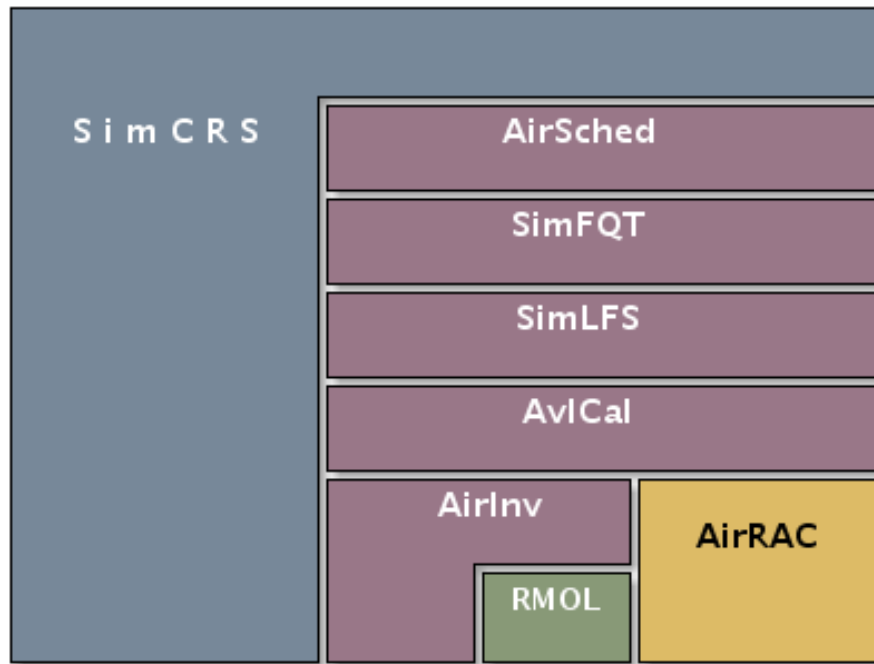 SimCRS
AirSched
SimFQT
SimLFS
AvlCal
AirInv
AirRAC
RMOL